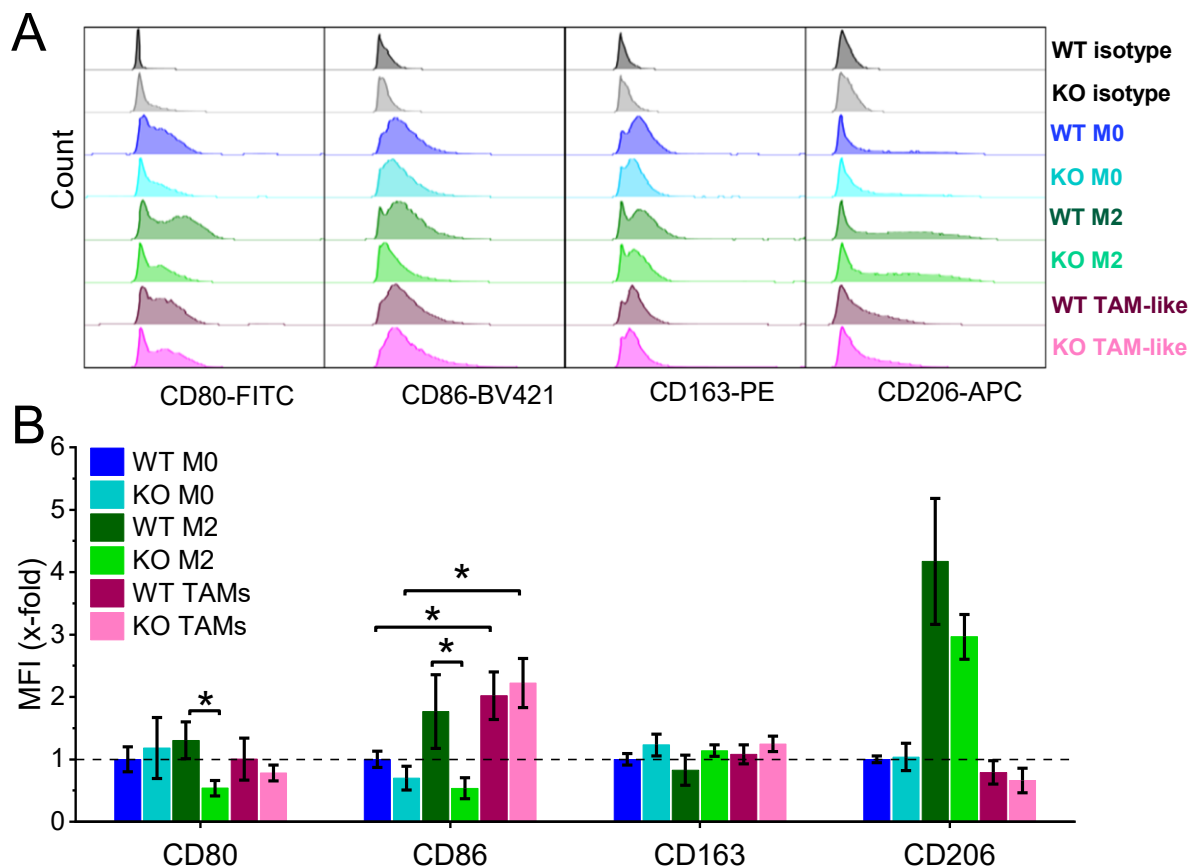 A
WT isotype
KO isotype
WT M0
KO M0
WT M2
KO M2
WT TAM-like
KO TAM-like
Count
CD80-FITC CD86-BV421 CD163-PE CD206-APC
B
6
5
4
3
2
1
0
MFI (x-fold)
WT M0
KO M0
WT M2
KO M2
WT TAMs
KO TAMs
*
*
*
*
CD80 CD86 CD163 CD206